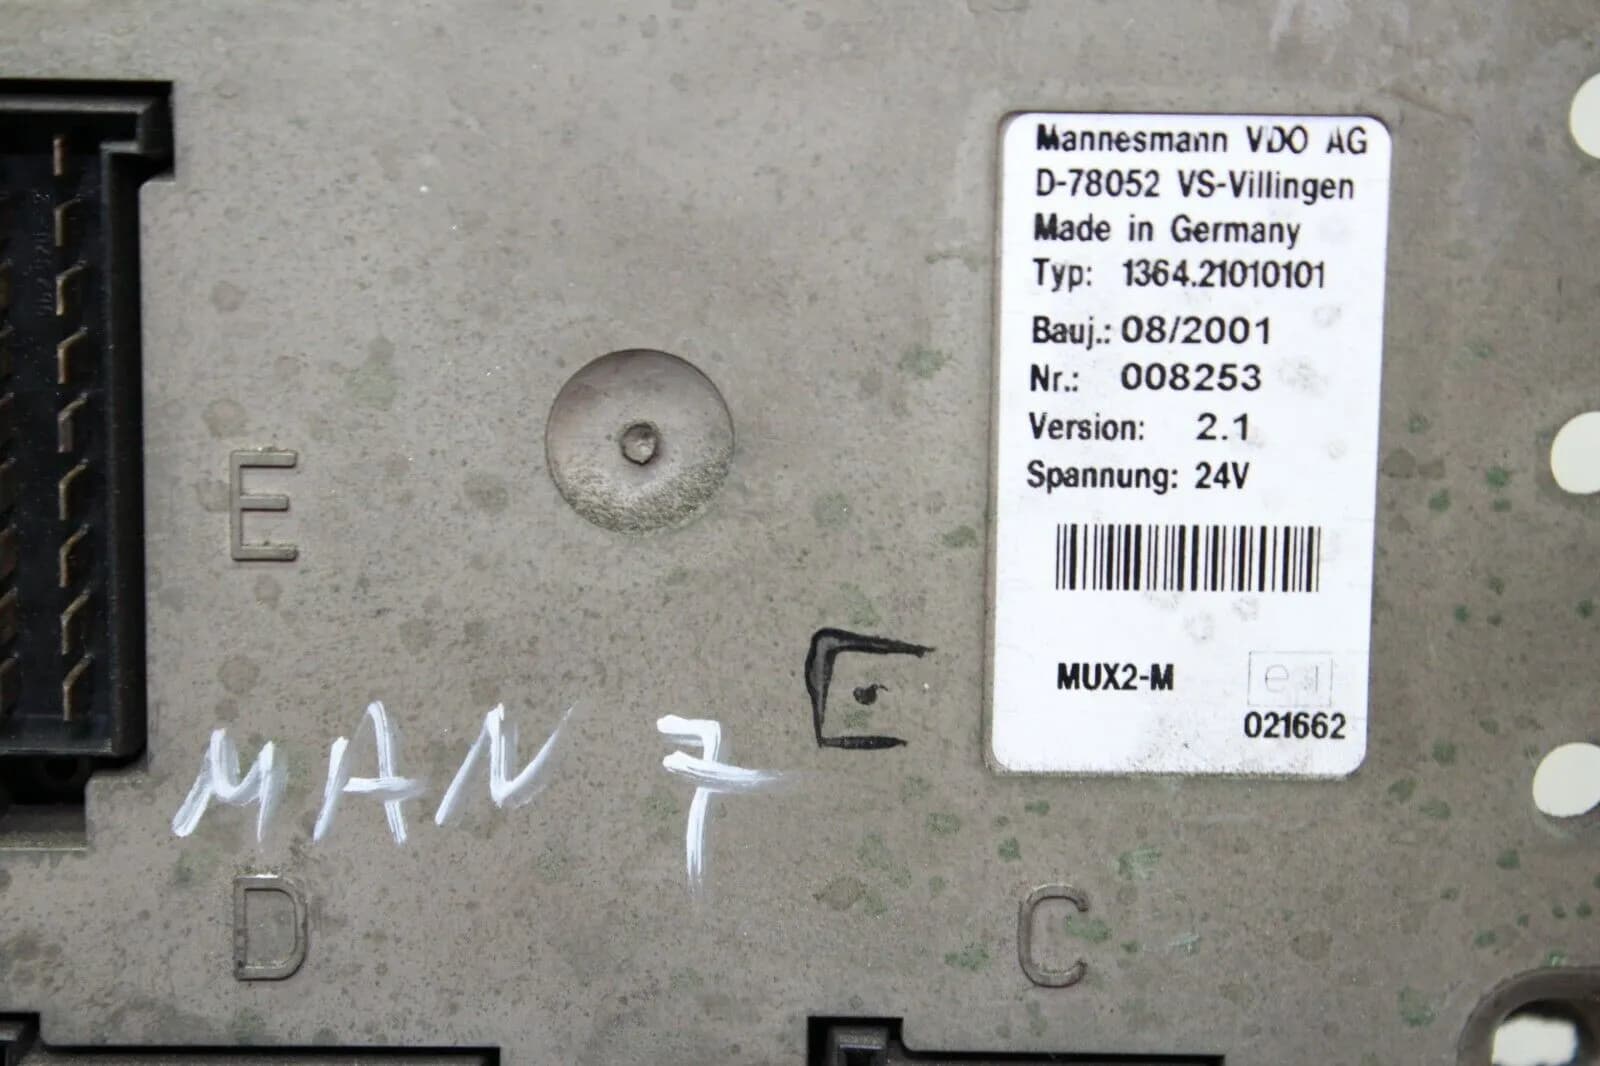 Mannesmann VDO AG
D-78052 VS-Villingen
Made in Germany
Typ: 1364.21010101
Bauj.: 08/2001
Nr.: 008253
Version: 2.1
Spannung: 24V
MUX2-M
e1
021662
E
MAN 7
D
C